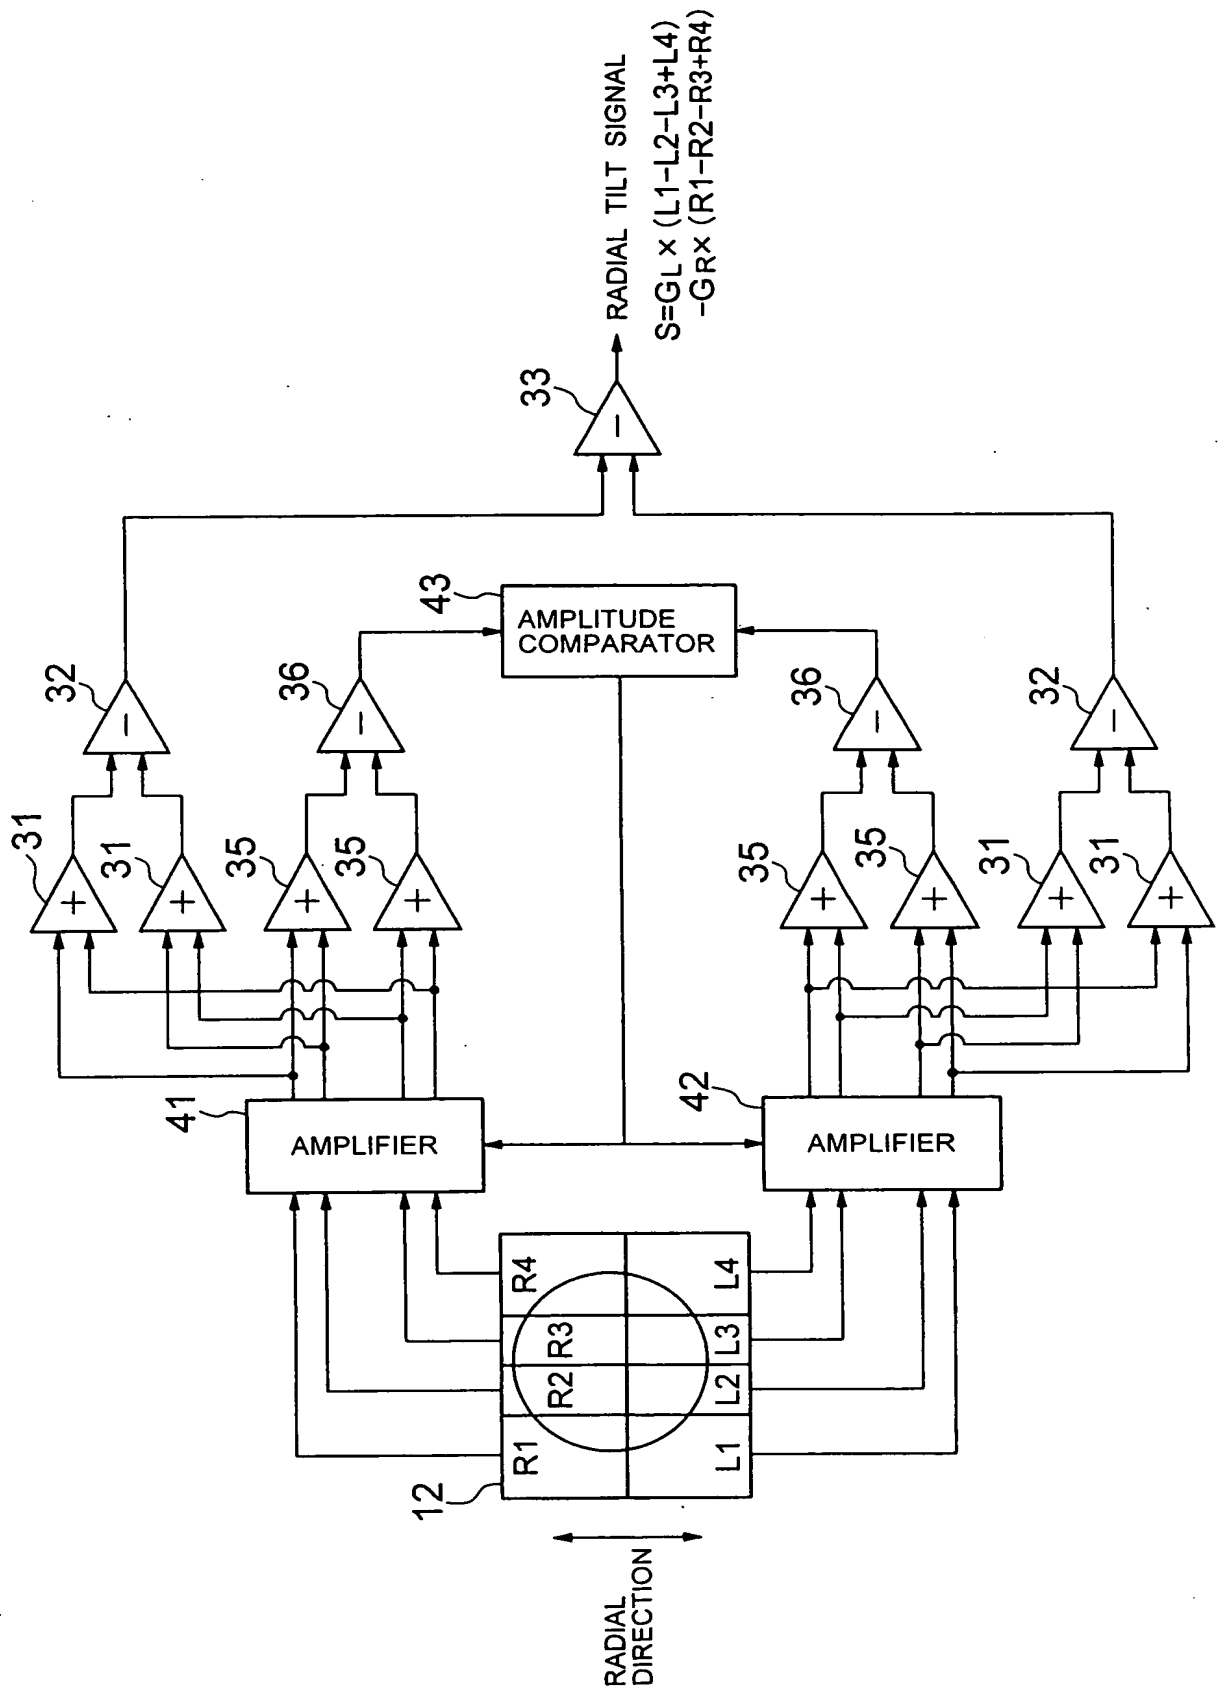 31
32
31
35
36
35
41
AMPLIFIER
R1
R2
R3
R4
12
L1
L2
L3
L4
RADIAL
DIRECTION
43
AMPLITUDE
COMPARATOR
33
RADIAL TILT SIGNAL
S=GL×(L1−L2−L3+L4)
−GR×(R1−R2−R3+R4)
42
AMPLIFIER
35
36
35
31
32
31
+
+
+
+
−
−
−
+
+
+
+
−
−